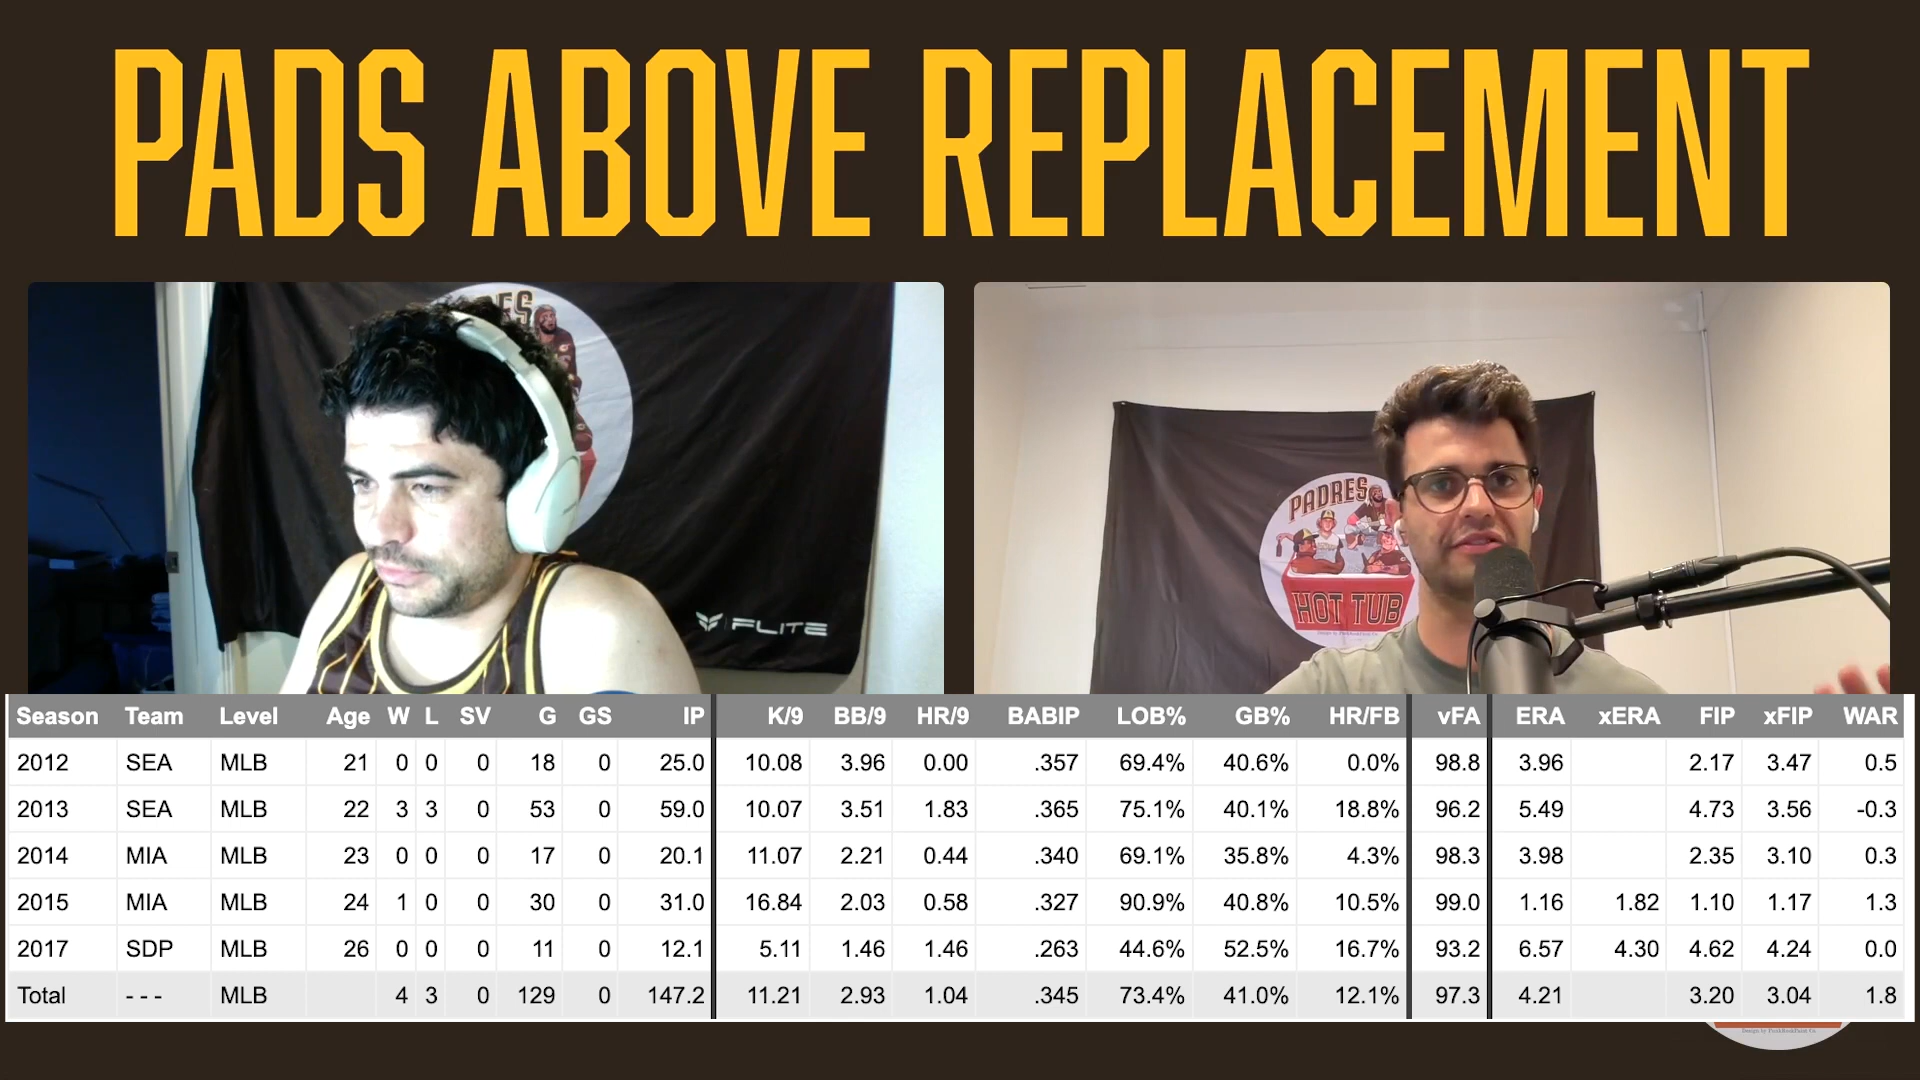 PADS ABOVE REPLACEMENT
PADRES
HOT TUB
FLITE
Season Team Level Age W L SV G GS IP K/9 BB/9 HR/9 BABIP LOB% GB% HR/FB vFA ERA xERA FIP xFIP WAR
2012 SEA MLB 21 0 0 0 18 0 25.0 10.08 3.96 0.00 .357 69.4% 40.6% 0.0% 98.8 3.96 2.17 3.47 0.5
2013 SEA MLB 22 3 3 0 53 0 59.0 10.07 3.51 1.83 .365 75.1% 40.1% 18.8% 96.2 5.49 4.73 3.56 -0.3
2014 MIA MLB 23 0 0 0 17 0 20.1 11.07 2.21 0.44 .340 69.1% 35.8% 4.3% 98.3 3.98 2.35 3.10 0.3
2015 MIA MLB 24 1 0 0 30 0 31.0 16.84 2.03 0.58 .327 90.9% 40.8% 10.5% 99.0 1.16 1.82 1.10 1.17 1.3
2017 SDP MLB 26 0 0 0 11 0 12.1 5.11 1.46 1.46 .263 44.6% 52.5% 16.7% 93.2 6.57 4.30 4.62 4.24 0.0
Total - - - MLB 4 3 0 129 0 147.2 11.21 2.93 1.04 .345 73.4% 41.0% 12.1% 97.3 4.21 3.20 3.04 1.8